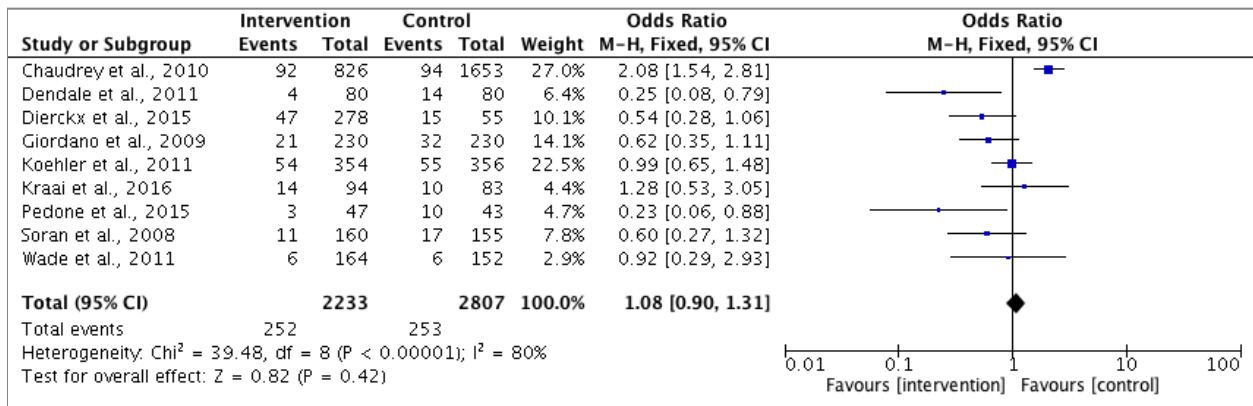 Intervention Control Odds Ratio Odds Ratio
Study or Subgroup Events Total Events Total Weight M-H, Fixed, 95% CI M-H, Fixed, 95% CI
Chaudrey et al., 2010 92 826 94 1653 27.0% 2.08 [1.54, 2.81]
Dendale et al., 2011 4 80 14 80 6.4% 0.25 [0.08, 0.79]
Dierckx et al., 2015 47 278 15 55 10.1% 0.54 [0.28, 1.06]
Giordano et al., 2009 21 230 32 230 14.1% 0.62 [0.35, 1.11]
Koehler et al., 2011 54 354 55 356 22.5% 0.99 [0.65, 1.48]
Kraai et al., 2016 14 94 10 83 4.4% 1.28 [0.53, 3.05]
Pedone et al., 2015 3 47 10 43 4.7% 0.23 [0.06, 0.88]
Soran et al., 2008 11 160 17 155 7.8% 0.60 [0.27, 1.32]
Wade et al., 2011 6 164 6 152 2.9% 0.92 [0.29, 2.93]
Total (95% CI) 2233 2807 100.0% 1.08 [0.90, 1.31]
Total events 252 253
Heterogeneity: Chi² = 39.48, df = 8 (P < 0.00001); I² = 80%
Test for overall effect: Z = 0.82 (P = 0.42)
0.01 0.1 1 10 100
Favours [intervention] Favours [control]